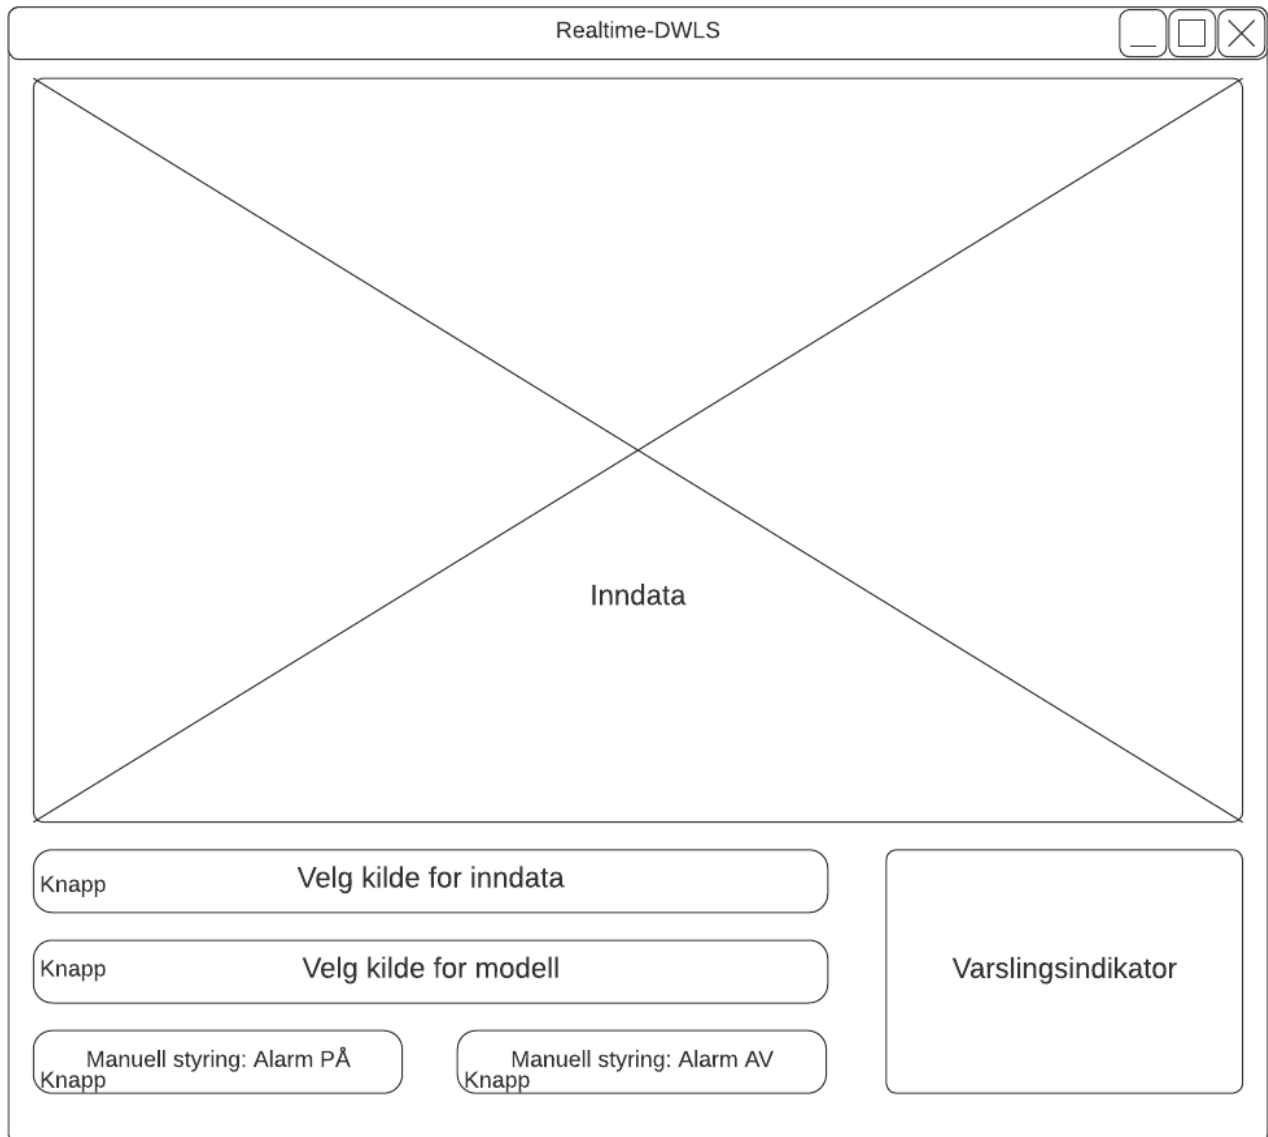 Realtime-DWLS
Inndata
Velg kilde for inndata
Knapp
Velg kilde for modell
Knapp
Varslingsindikator
Manuell styring: Alarm PÅ
Knapp
Manuell styring: Alarm AV
Knapp